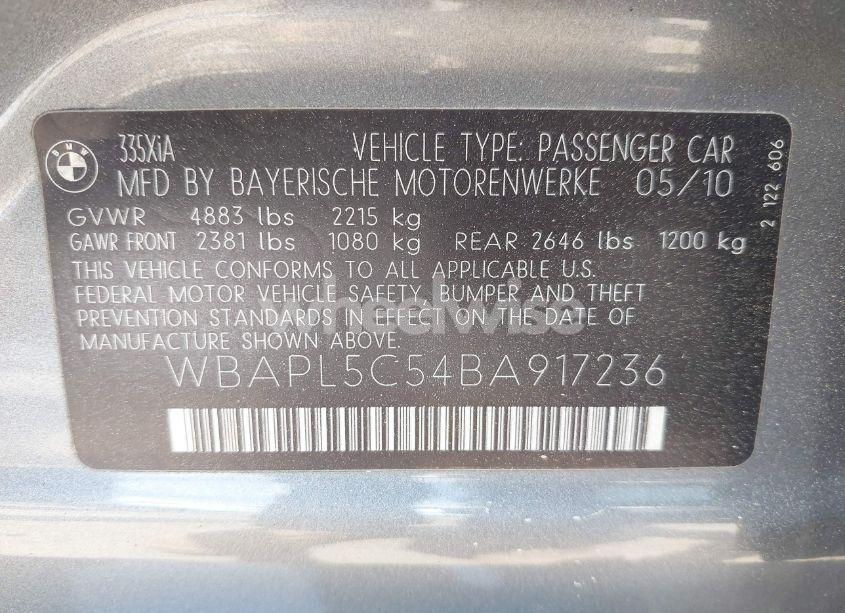 BMW
335XiA VEHICLE TYPE: PASSENGER CAR
MFD BY BAYERISCHE MOTORENWERKE 05/10
GVWR 4883 lbs 2215 kg
GAWR FRONT 2381 lbs 1080 kg REAR 2646 lbs 1200 kg
THIS VEHICLE CONFORMS TO ALL APPLICABLE U.S.
FEDERAL MOTOR VEHICLE SAFETY, BUMPER AND THEFT
PREVENTION STANDARDS IN EFFECT ON THE DATE OF
MANUFACTURE SHOWN ABOVE.
WBAPL5C54BA917236
2 122 606
wheelwise